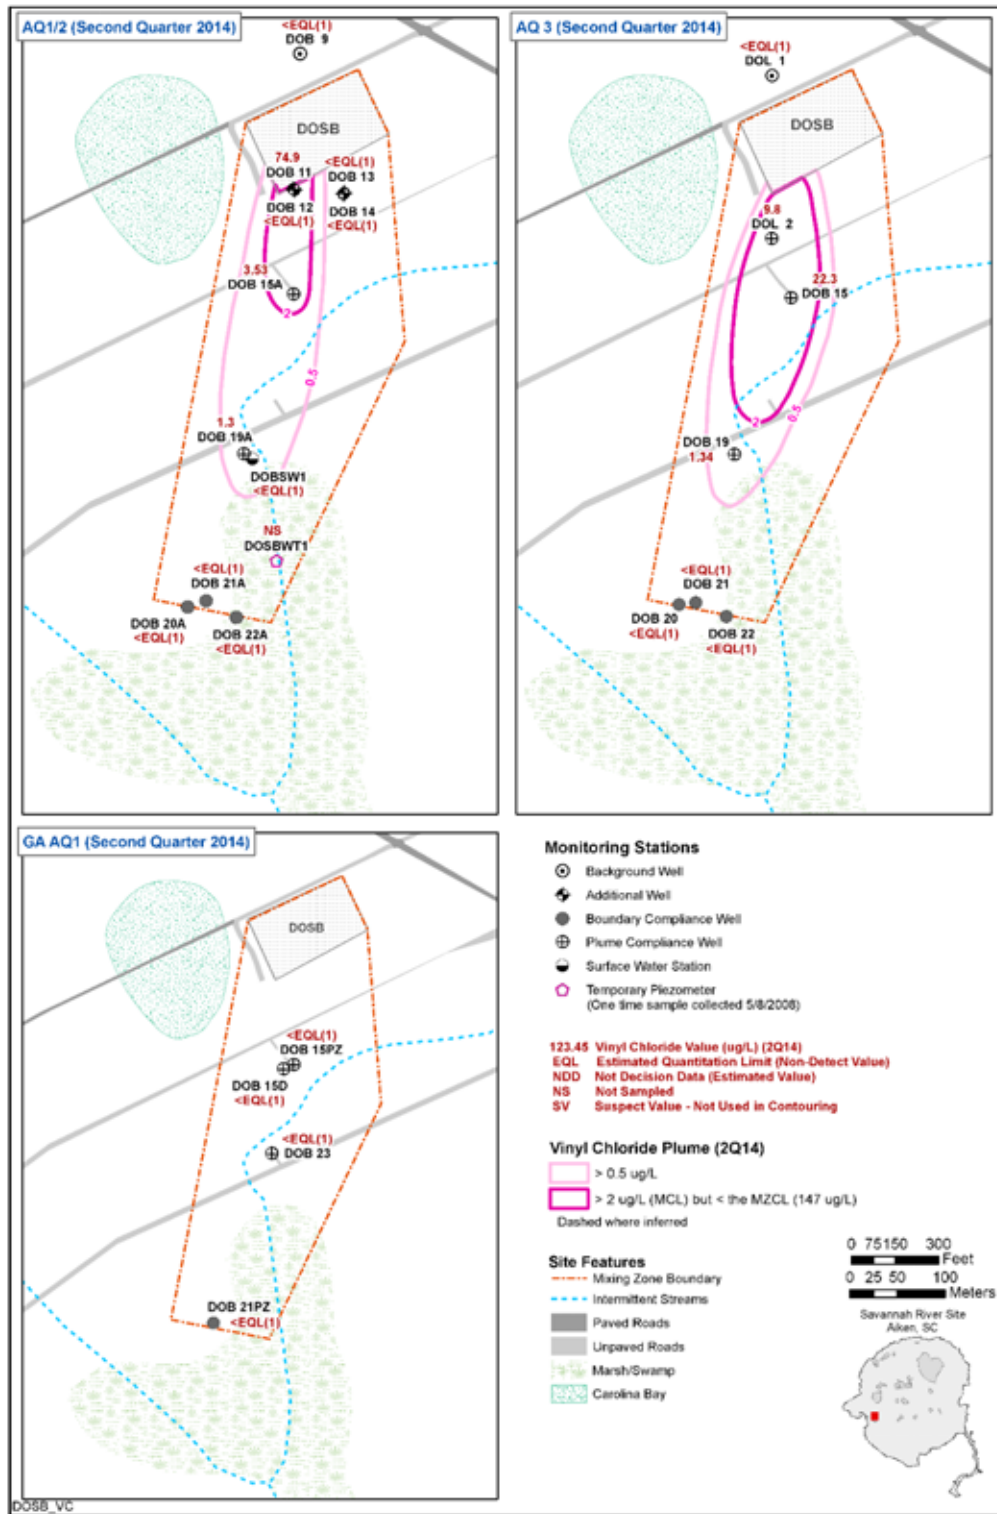 AQ1/2 (Second Quarter 2014)
<EQL(1)
DOB 9
DOSB
74.9
DOB 11
<EQL(1)
DOB 13
DOB 12
<EQL(1)
DOB 14
<EQL(1)
3.53
DOB 15A
2
0.5
1.3
DOB 19A
DOBSW1
<EQL(1)
NS
DOSBWT1
<EQL(1)
DOB 21A
DOB 20A
<EQL(1)
DOB 22A
<EQL(1)
AQ 3 (Second Quarter 2014)
<EQL(1)
DOL 1
DOSB
9.8
DOL 2
22.3
DOB 15
2
0.5
DOB 19
1.34
<EQL(1)
DOB 21
DOB 20
<EQL(1)
DOB 22
<EQL(1)
GA AQ1 (Second Quarter 2014)
DOSB
<EQL(1)
DOB 15PZ
DOB 15D
<EQL(1)
<EQL(1)
DOB 23
DOB 21PZ
<EQL(1)
Monitoring Stations
Background Well
Additional Well
Boundary Compliance Well
Plume Compliance Well
Surface Water Station
Temporary Piezometer
(One time sample collected 5/8/2008)
123.45 Vinyl Chloride Value (ug/L) (2Q14)
EQL Estimated Quantitation Limit (Non-Detect Value)
NDD Not Decision Data (Estimated Value)
NS Not Sampled
SV Suspect Value - Not Used in Contouring
Vinyl Chloride Plume (2Q14)
> 0.5 ug/L
> 2 ug/L (MCL) but < the MZCL (147 ug/L)
Dashed where inferred
Site Features
Mixing Zone Boundary
Intermittent Streams
Paved Roads
Unpaved Roads
Marsh/Swamp
Carolina Bay
0 75150 300
Feet
0 25 50 100
Meters
Savannah River Site
Aiken, SC
DOSB_VC